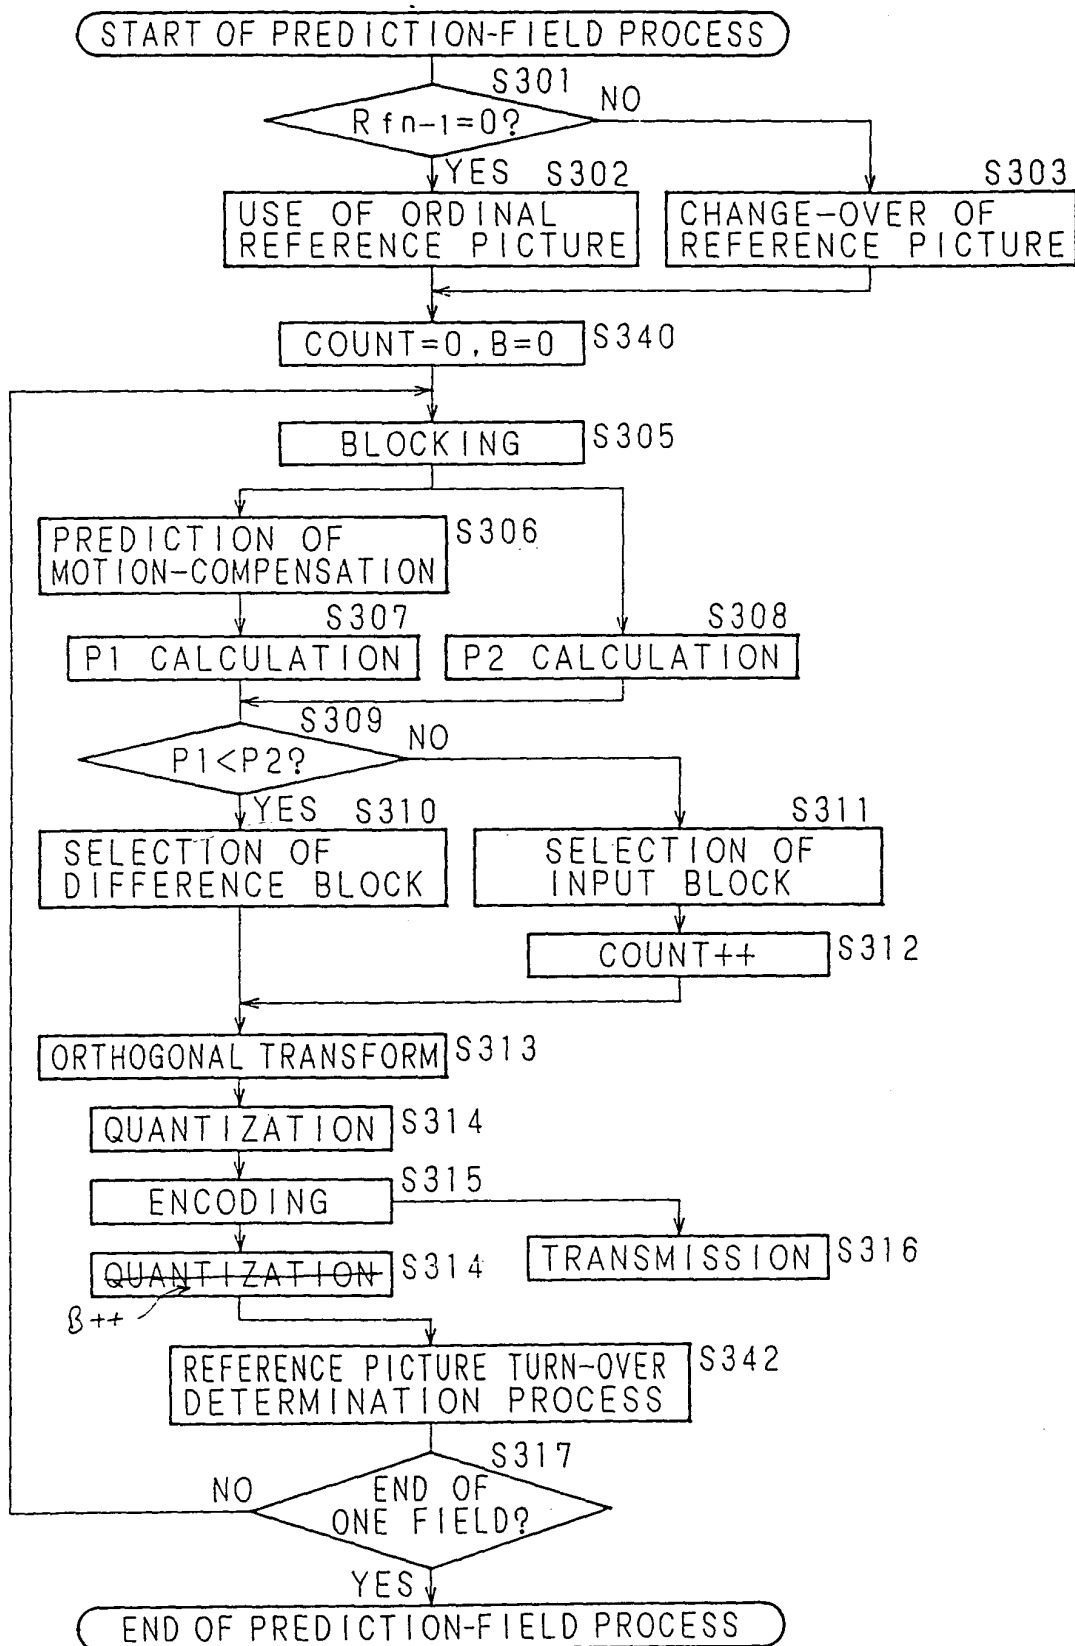 START OF PREDICTION-FIELD PROCESS
S301
Rfn-1=0?
NO
YES
S302
S303
USE OF ORDINAL
REFERENCE PICTURE
CHANGE-OVER OF
REFERENCE PICTURE
COUNT=0, B=0
S340
BLOCKING
S305
PREDICTION OF
MOTION-COMPENSATION
S306
S307
S308
P1 CALCULATION
P2 CALCULATION
S309
P1<P2?
NO
YES
S310
S311
SELECTION OF
DIFFERENCE BLOCK
SELECTION OF
INPUT BLOCK
COUNT++
S312
ORTHOGONAL TRANSFORM
S313
QUANTIZATION
S314
S315
ENCODING
TRANSMISSION
S316
QUANTIZATION
S314
B++
REFERENCE PICTURE TURN-OVER
DETERMINATION PROCESS
S342
S317
NO
END OF
ONE FIELD?
YES
END OF PREDICTION-FIELD PROCESS